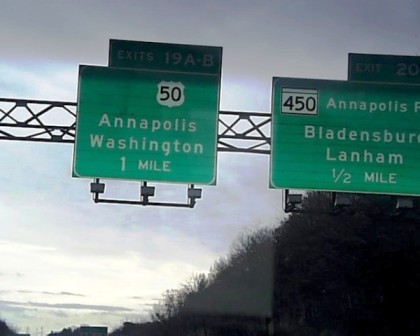 EXITS 19A-B
50
Annapolis
Washington
1 MILE
EXIT 20
450 Annapolis
Bladensburg
Lanham
1/2 MILE